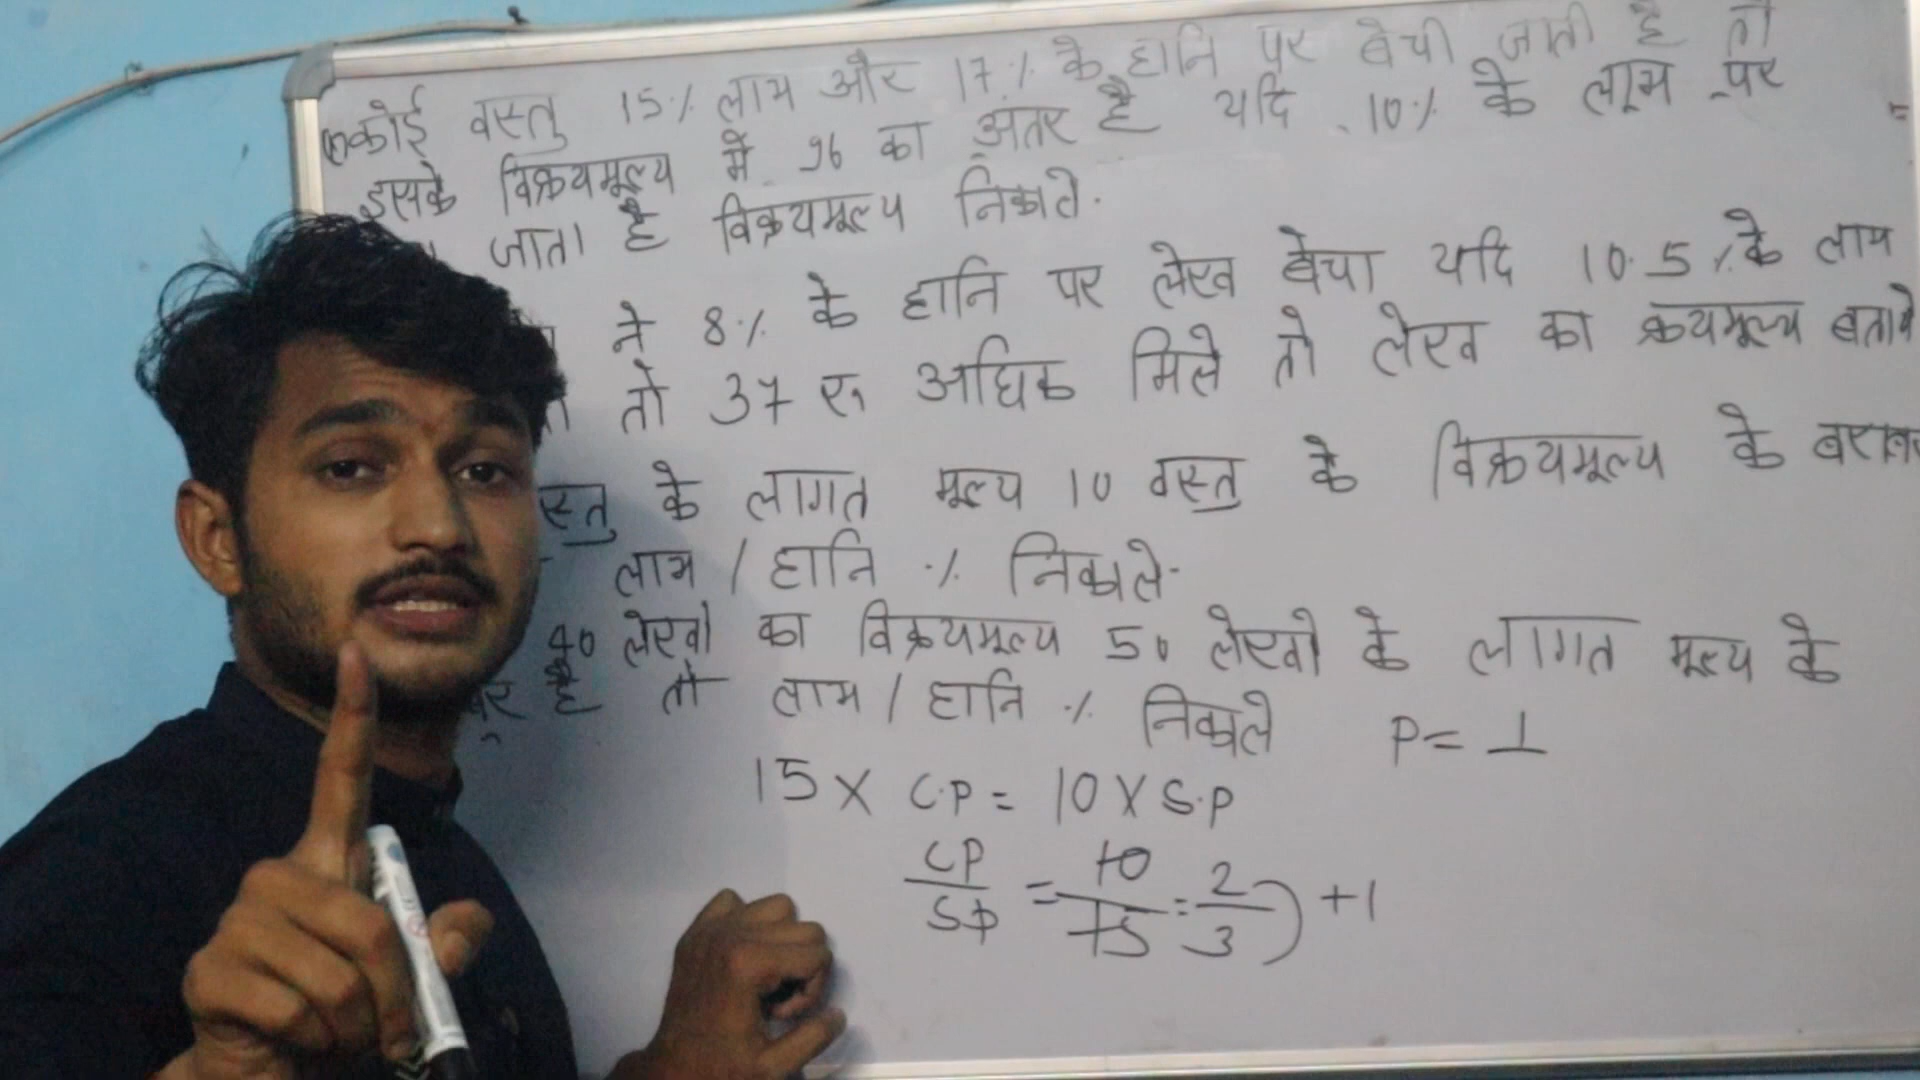 कोई वस्तु 15% लाभ और 17% के हानि पर बेची जाती है तो
इसके विक्रयमूल्य में 96 का अंतर है यदि 10% के लाभ पर
जाता है विक्रयमूल्य निकाले.
ने 8% के हानि पर लेख बेचा यदि 10.5% के लाभ
तो 37 रु अधिक मिले तो लेख का क्रयमूल्य बतावे
स्तु के लागत मूल्य 10 वस्तु के विक्रयमूल्य के बराबर
लाभ / हानि % निकाले.
40 लेखो का विक्रयमूल्य 50 लेखो के लागत मूल्य के
है तो लाभ / हानि % निकाले
P = 1
15 x C.P = 10 x S.P
CP/SP = 10/15 = 2/3 ) +1